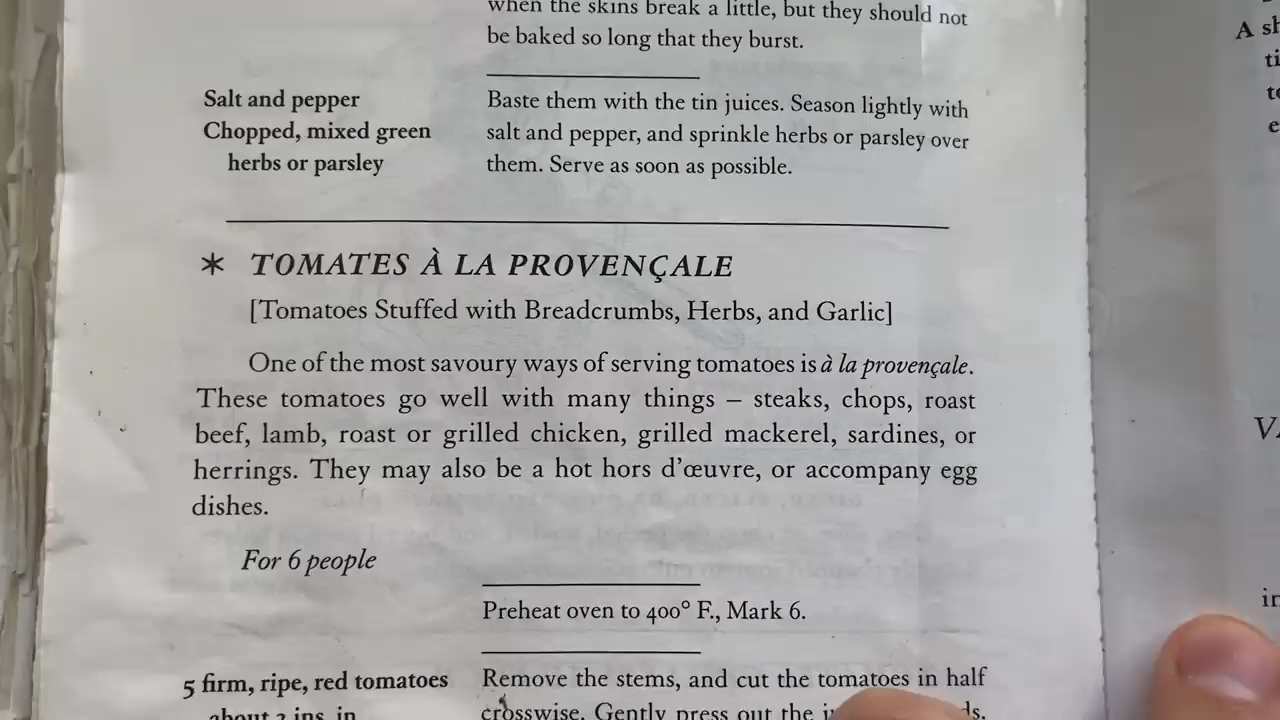 when the skins break a little, but they should not
be baked so long that they burst.
Salt and pepper
Chopped, mixed green
herbs or parsley
Baste them with the tin juices. Season lightly with
salt and pepper, and sprinkle herbs or parsley over
them. Serve as soon as possible.
* TOMATES À LA PROVENÇALE
[Tomatoes Stuffed with Breadcrumbs, Herbs, and Garlic]
One of the most savoury ways of serving tomatoes is à la provençale.
These tomatoes go well with many things – steaks, chops, roast
beef, lamb, roast or grilled chicken, grilled mackerel, sardines, or
herrings. They may also be a hot hors d'œuvre, or accompany egg
dishes.
For 6 people
Preheat oven to 400° F., Mark 6.
5 firm, ripe, red tomatoes
about 3 ins. in
Remove the stems, and cut the tomatoes in half
crosswise. Gently press out the
A